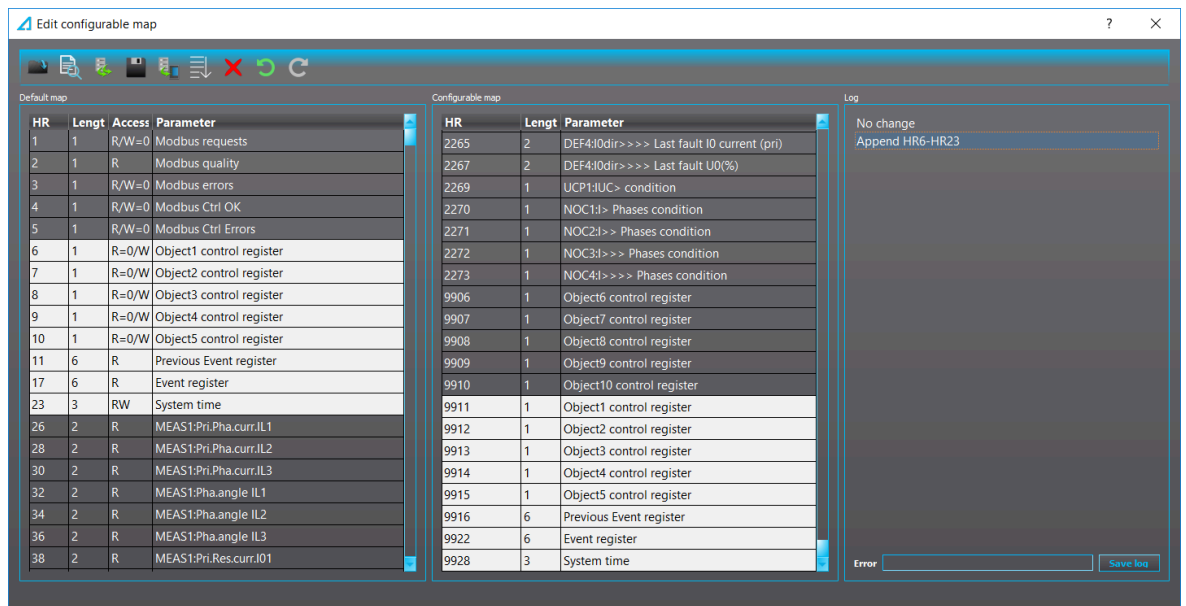 Edit configurable map
?
Default map
Configurable map
Log
HR Lengt Access Parameter
1 1 R/W=0 Modbus requests
2 1 R Modbus quality
3 1 R/W=0 Modbus errors
4 1 R/W=0 Modbus Ctrl OK
5 1 R/W=0 Modbus Ctrl Errors
6 1 R=0/W Object1 control register
7 1 R=0/W Object2 control register
8 1 R=0/W Object3 control register
9 1 R=0/W Object4 control register
10 1 R=0/W Object5 control register
11 6 R Previous Event register
17 6 R Event register
23 3 RW System time
26 2 R MEAS1:Pri.Pha.curr.IL1
28 2 R MEAS1:Pri.Pha.curr.IL2
30 2 R MEAS1:Pri.Pha.curr.IL3
32 2 R MEAS1:Pha.angle IL1
34 2 R MEAS1:Pha.angle IL2
36 2 R MEAS1:Pha.angle IL3
38 2 R MEAS1:Pri.Res.curr.I01
HR Lengt Parameter
2265 2 DEF4:I0dir>>>> Last fault I0 current (pri)
2267 2 DEF4:I0dir>>>> Last fault U0(%)
2269 1 UCP1:IUC> condition
2270 1 NOC1:I> Phases condition
2271 1 NOC2:I>> Phases condition
2272 1 NOC3:I>>> Phases condition
2273 1 NOC4:I>>>> Phases condition
9906 1 Object6 control register
9907 1 Object7 control register
9908 1 Object8 control register
9909 1 Object9 control register
9910 1 Object10 control register
9911 1 Object1 control register
9912 1 Object2 control register
9913 1 Object3 control register
9914 1 Object4 control register
9915 1 Object5 control register
9916 6 Previous Event register
9922 6 Event register
9928 3 System time
No change
Append HR6-HR23
Error
Save log